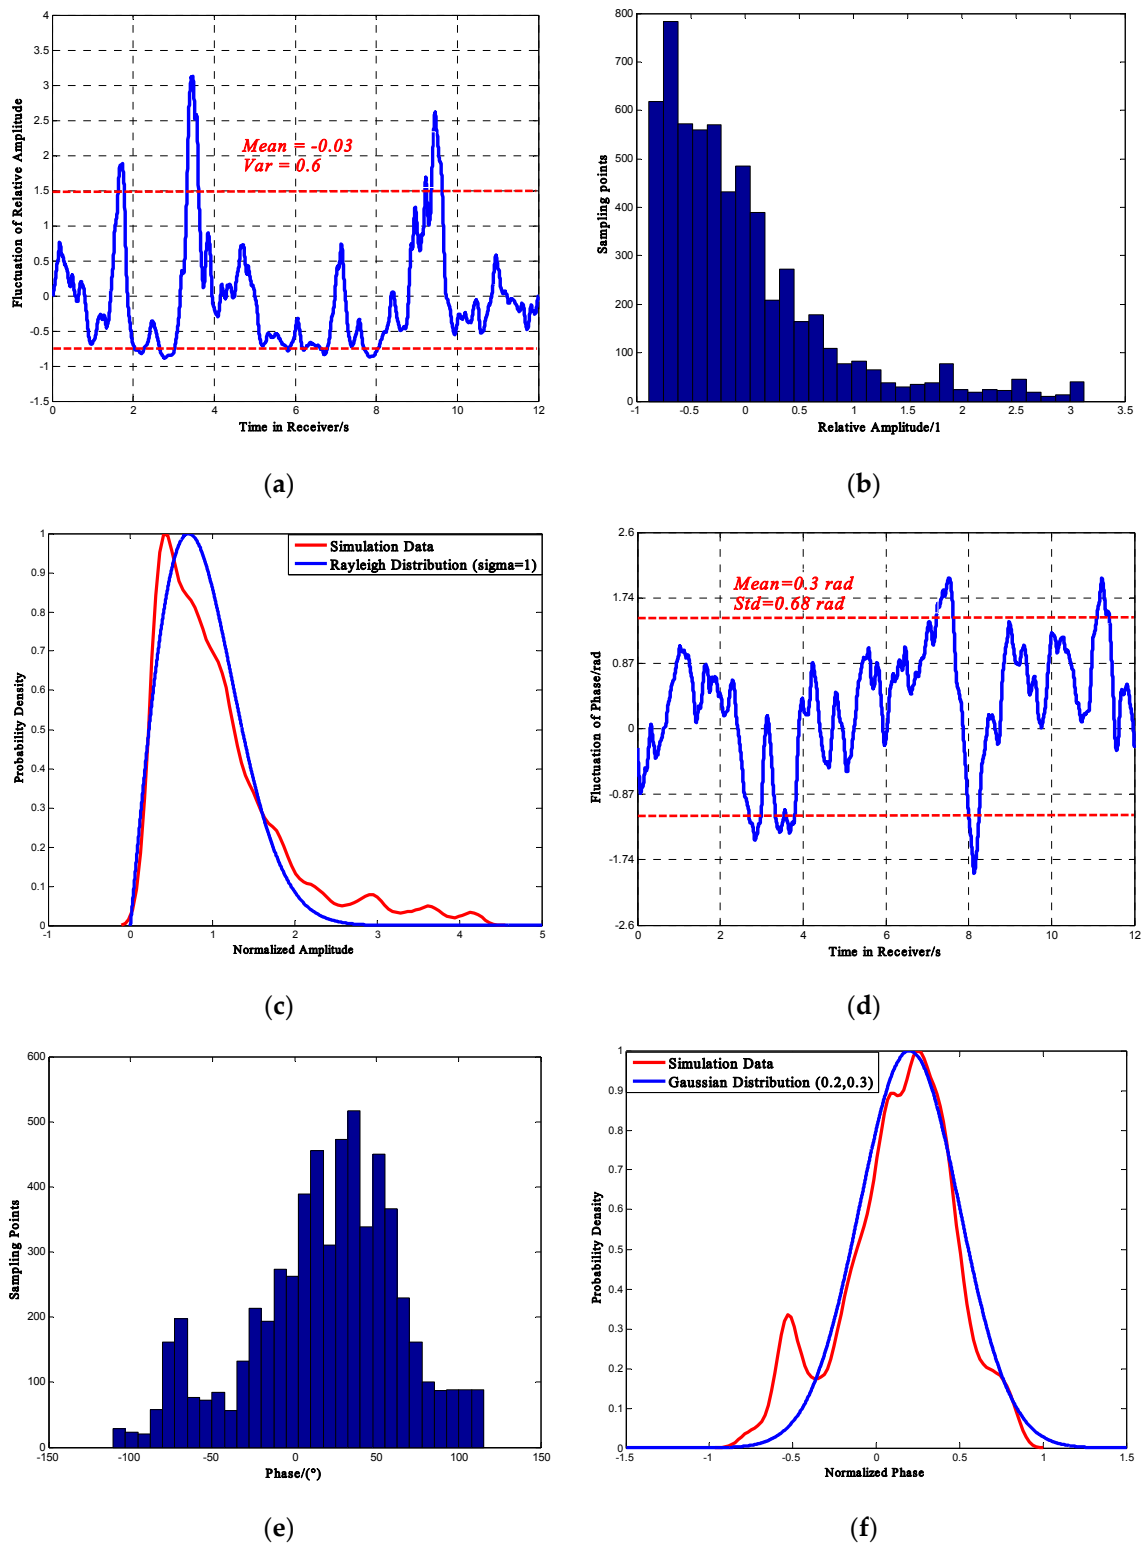 4
3.5
3
2.5
2
1.5
1
0.5
0
-0.5
-1
-1.5
0 2 4 6 8 10 12
Fluctuation of Relative Amplitude
Time in Receiver/s
Mean = -0.03
Var = 0.6
(a)
800
700
600
500
400
300
200
100
0
-1 -0.5 0 0.5 1 1.5 2 2.5 3 3.5
Sampling points
Relative Amplitude/1
(b)
1
0.9
0.8
0.7
0.6
0.5
0.4
0.3
0.2
0.1
0
-1 0 1 2 3 4 5
Probability Density
Normalized Amplitude
Simulation Data
Rayleigh Distribution (sigma=1)
(c)
2.6
1.74
0.87
0
-0.87
-1.74
-2.6
0 2 4 6 8 10 12
Fluctuation of Phase/rad
Time in Receiver/s
Mean=0.3 rad
Std=0.68 rad
(d)
600
500
400
300
200
100
0
-150 -100 -50 0 50 100 150
Sampling Points
Phase/(°)
(e)
1
0.9
0.8
0.7
0.6
0.5
0.4
0.3
0.2
0.1
0
-1.5 -1 -0.5 0 0.5 1 1.5
Probability Density
Normalized Phase
Simulation Data
Gaussian Distribution (0.2,0.3)
(f)